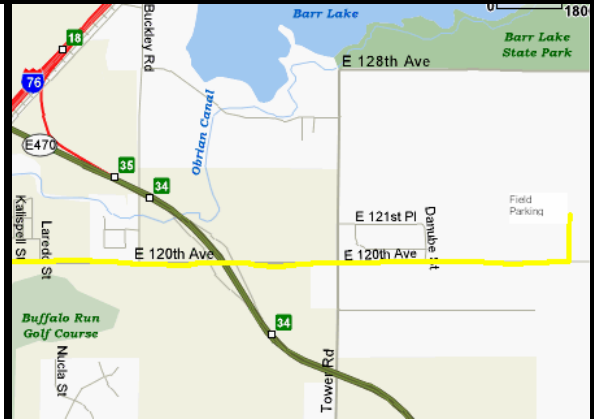 0
1800
Barr Lake
Barr Lake
State Park
18
Buckley Rd
E 128th Ave
76
Obrian Canal
E470
35
34
Field
Parking
Kalispell St
Laredo St
E 121st Pl
Danube St
E 120th Ave
E 120th Ave
Buffalo Run
Golf Course
34
Nucla St
Tower Rd